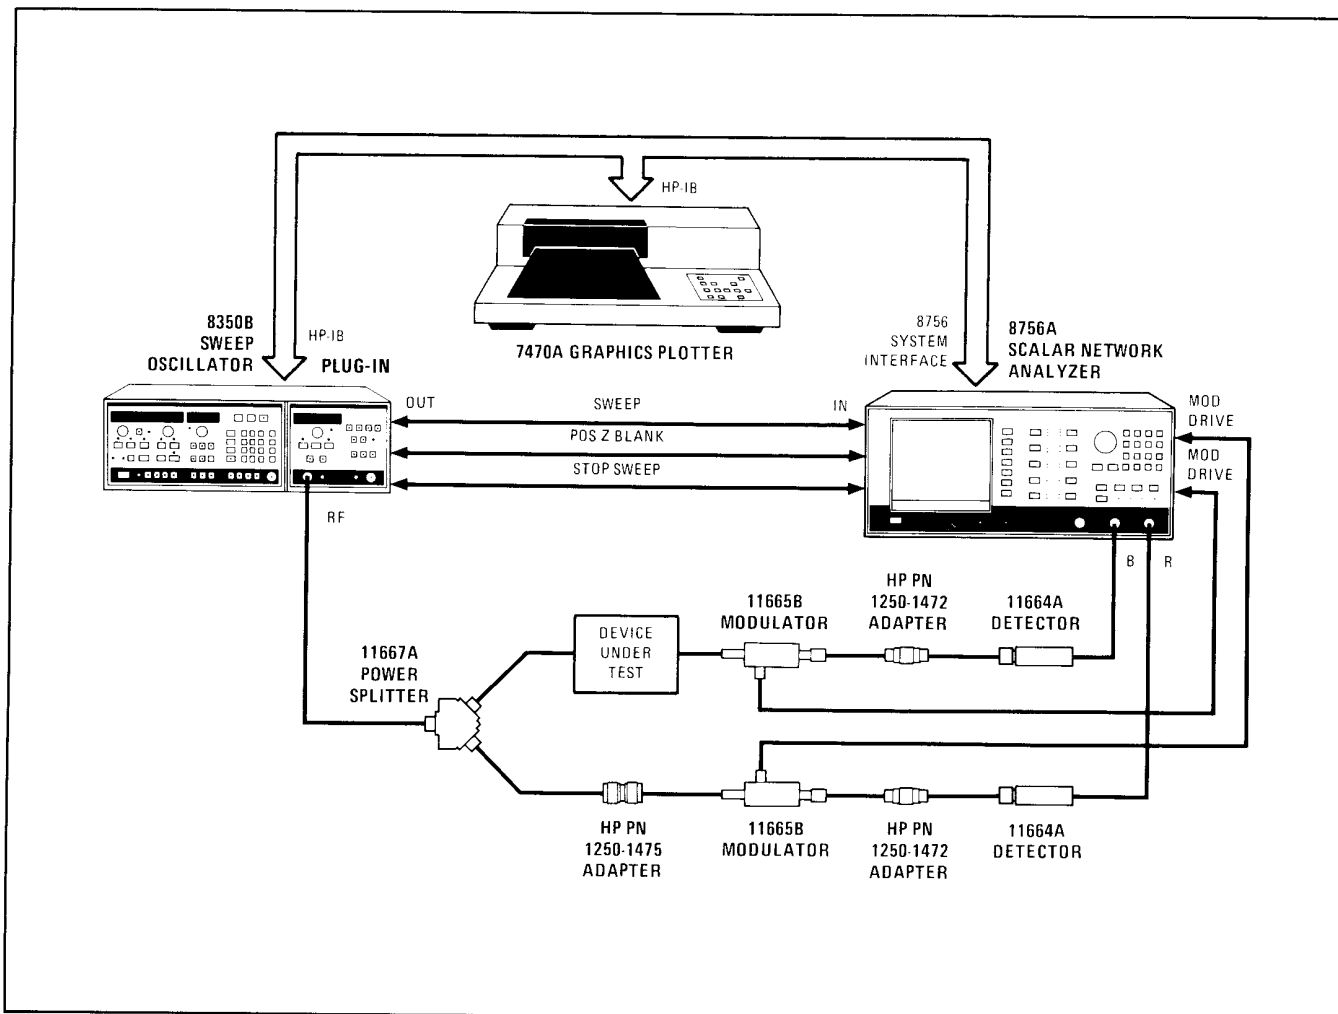 HP-IB
8350B
SWEEP
OSCILLATOR
HP-IB
PLUG-IN
7470A GRAPHICS PLOTTER
8756
SYSTEM
INTERFACE
8756A
SCALAR NETWORK
ANALYZER
OUT
SWEEP
IN
POS Z BLANK
STOP SWEEP
MOD
DRIVE
MOD
DRIVE
RF
B
R
11667A
POWER
SPLITTER
DEVICE
UNDER
TEST
11665B
MODULATOR
HP PN
1250-1472
ADAPTER
11664A
DETECTOR
HP PN
1250-1475
ADAPTER
11665B
MODULATOR
HP PN
1250-1472
ADAPTER
11664A
DETECTOR